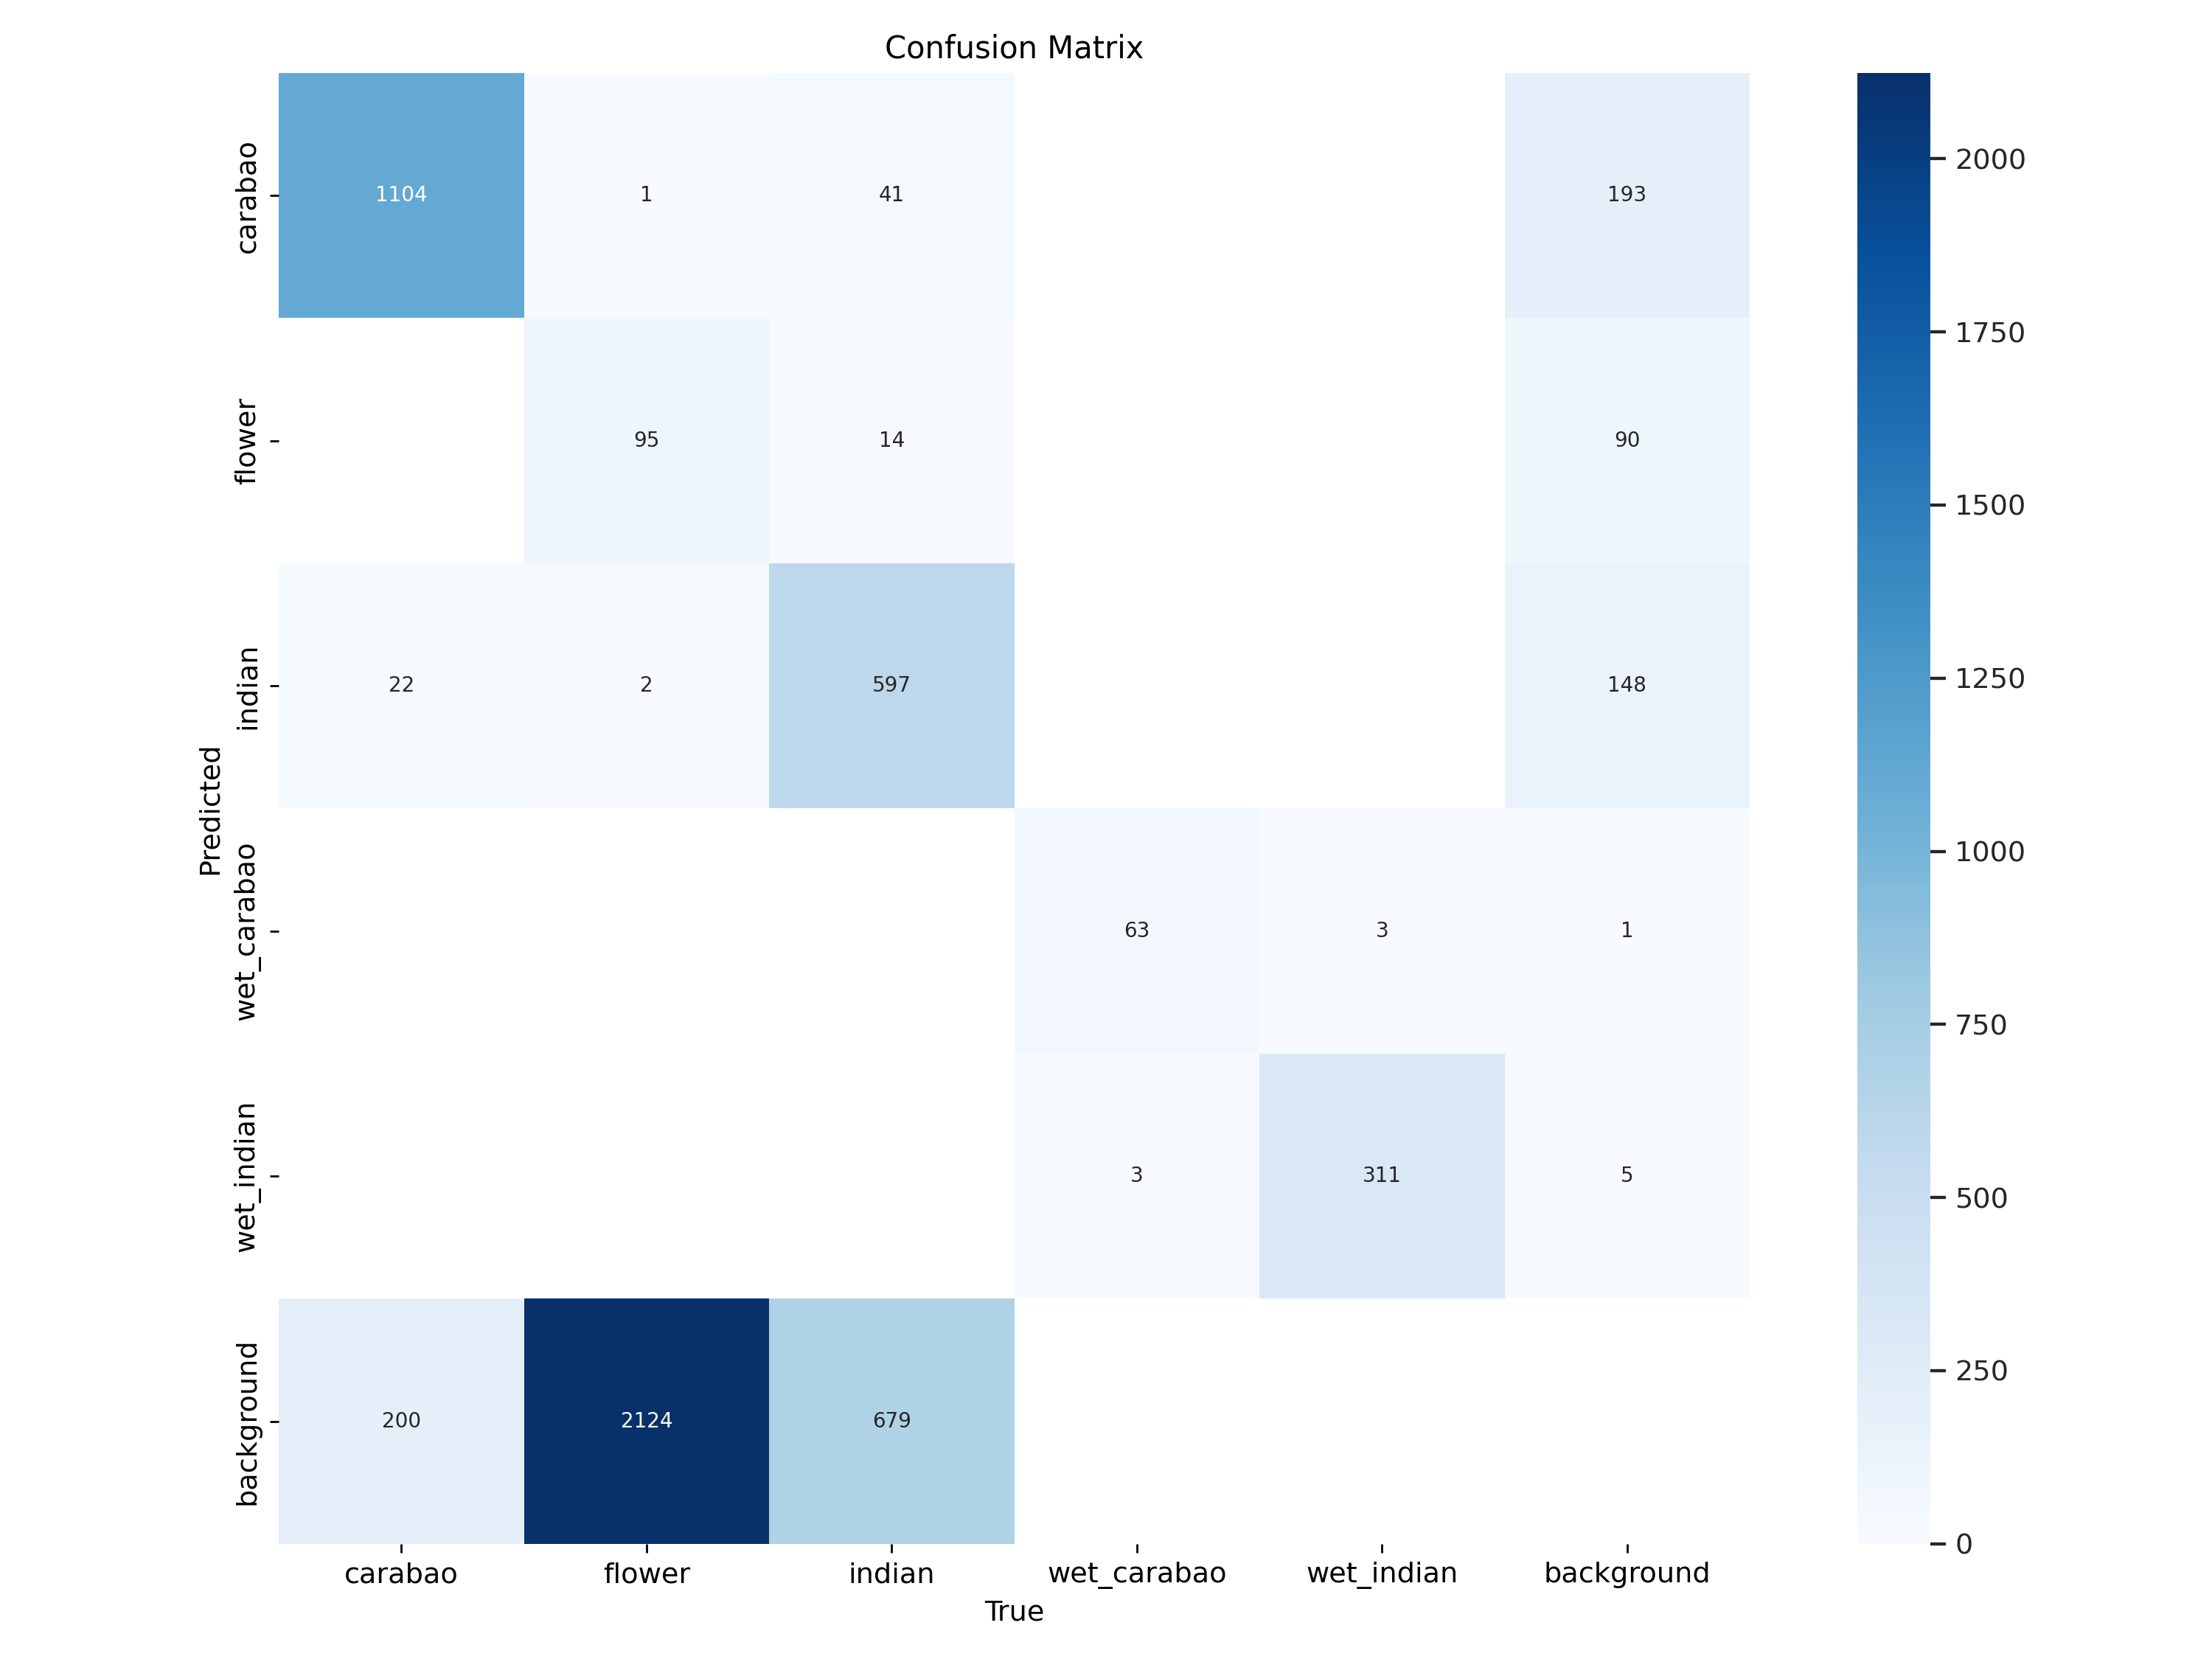 Confusion Matrix
Predicted
carabao
1104 1 41 193
flower
95 14 90
indian
22 2 597 148
wet_carabao
63 3 1
wet_indian
3 311 5
background
200 2124 679
carabao flower indian wet_carabao wet_indian background
True
2000
1750
1500
1250
1000
750
500
250
0